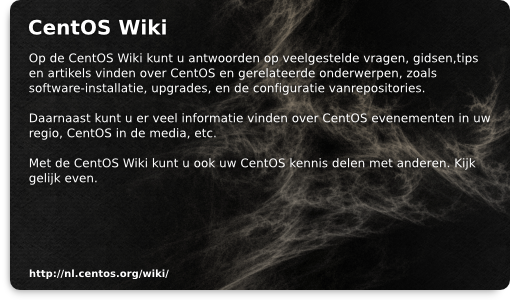 CentOS Wiki
Op de CentOS Wiki kunt u antwoorden op veelgestelde vragen, gidsen,tips
en artikels vinden over CentOS en gerelateerde onderwerpen, zoals
software-installatie, upgrades, en de configuratie vanrepositories.
Daarnaast kunt u er veel informatie vinden over CentOS evenementen in uw
regio, CentOS in de media, etc.
Met de CentOS Wiki kunt u ook uw CentOS kennis delen met anderen. Kijk
gelijk even.
http://nl.centos.org/wiki/